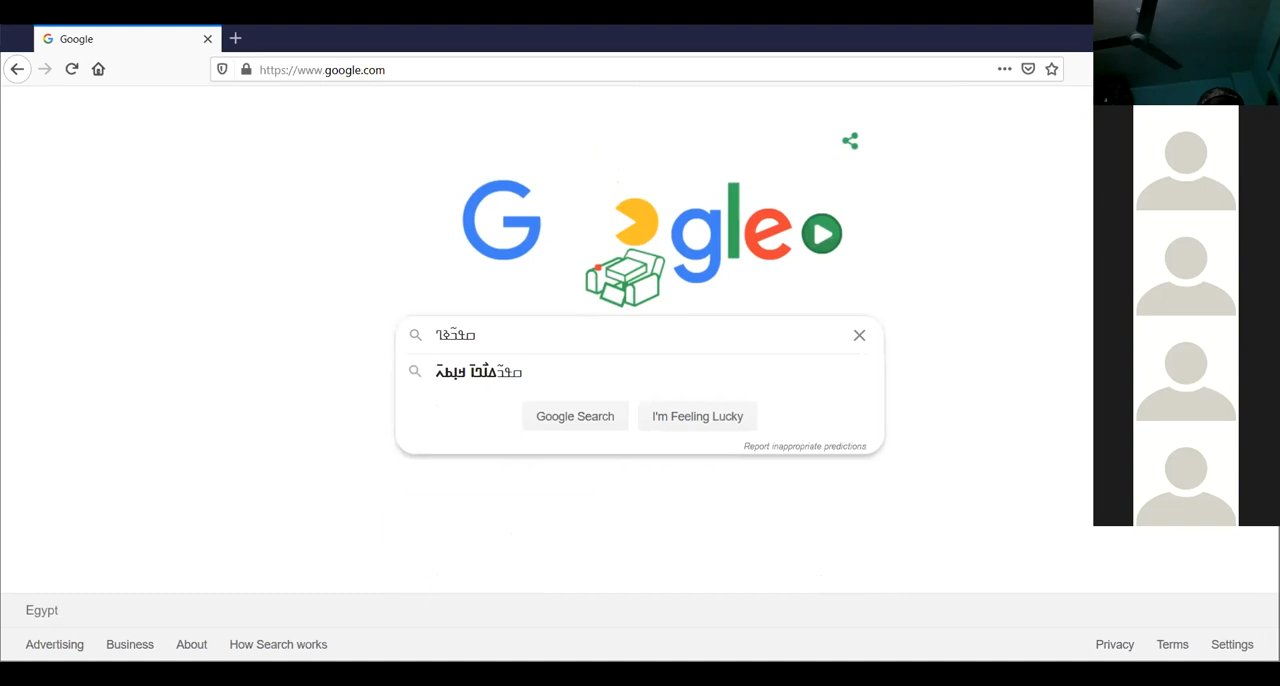 Google
https://www.google.com
G gle
Google Search
I'm Feeling Lucky
Report inappropriate predictions
Egypt
Advertising
Business
About
How Search works
Privacy
Terms
Settings